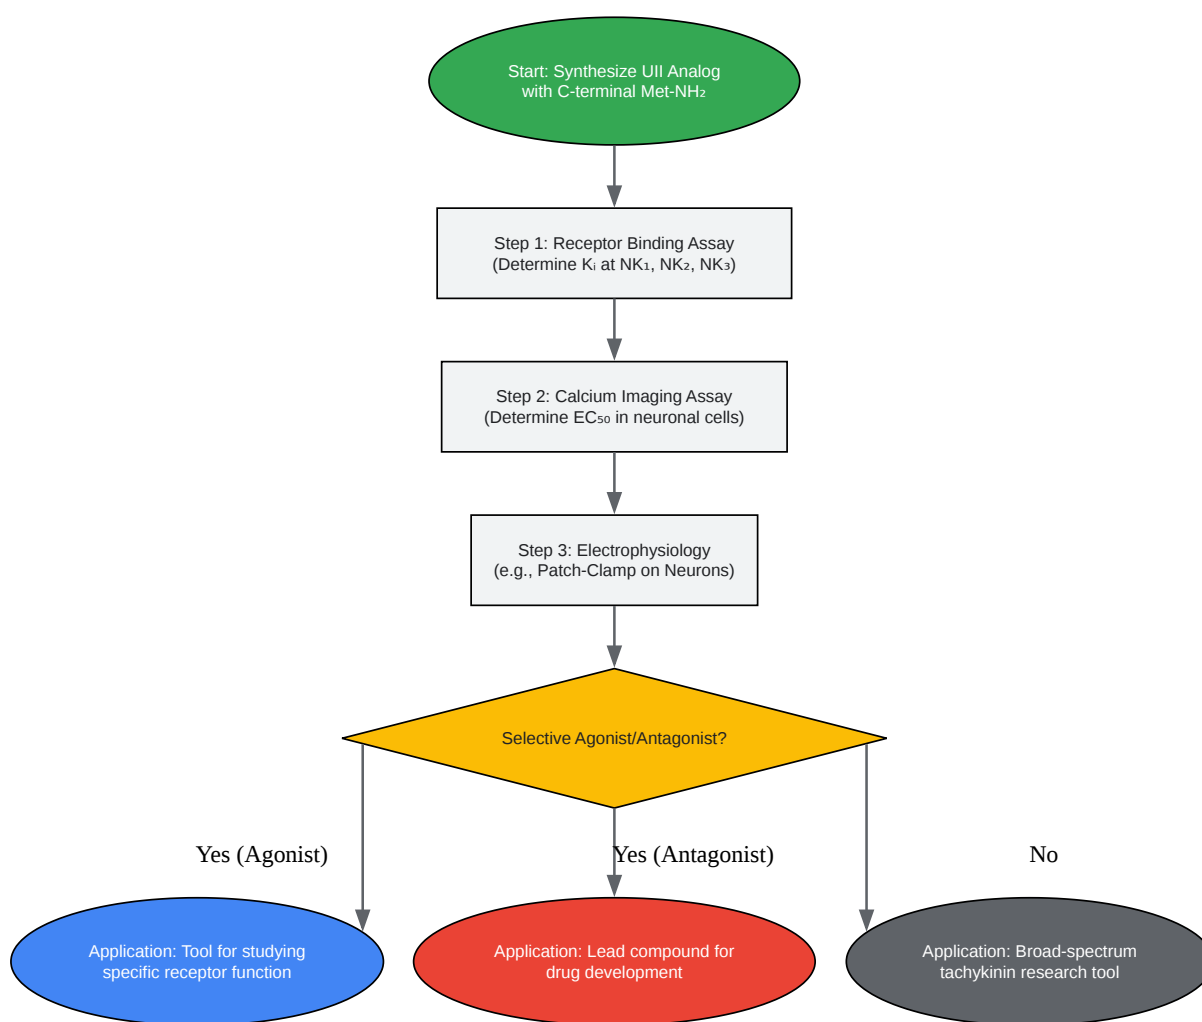 Start: Synthesize UII Analog
with C-terminal Met-NH₂
Step 1: Receptor Binding Assay
(Determine Kᵢ at NK₁, NK₂, NK₃)
Step 2: Calcium Imaging Assay
(Determine EC₅₀ in neuronal cells)
Step 3: Electrophysiology
(e.g., Patch-Clamp on Neurons)
Selective Agonist/Antagonist?
Yes (Agonist)
Yes (Antagonist)
No
Application: Tool for studying
specific receptor function
Application: Lead compound for
drug development
Application: Broad-spectrum
tachykinin research tool